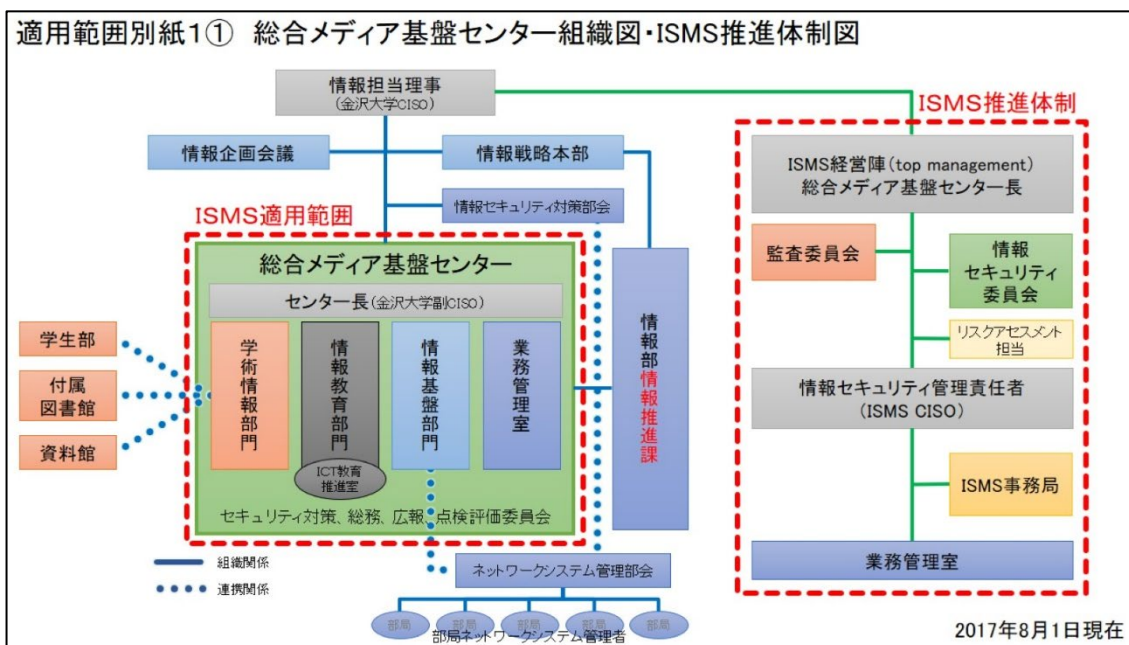 適用範囲別紙1① 総合メディア基盤センター組織図・ISMS推進体制図
情報担当理事
(金沢大学CISO)
情報企画会議
情報戦略本部
情報セキュリティ対策部会
ISMS適用範囲
総合メディア基盤センター
センター長(金沢大学副CISO)
学術情報部門
情報教育部門
情報基盤部門
業務管理室
ICT教育
推進室
セキュリティ対策、総務、広報、点検評価委員会
学生部
付属
図書館
資料館
情報部情報推進課
組織関係
連携関係
ネットワークシステム管理部会
部局
部局
部局
部局
部局
部局ネットワークシステム管理者
ISMS推進体制
ISMS経営陣(top management)
総合メディア基盤センター長
監査委員会
情報
セキュリティ
委員会
リスクアセスメント
担当
情報セキュリティ管理責任者
(ISMS CISO)
ISMS事務局
業務管理室
2017年8月1日現在